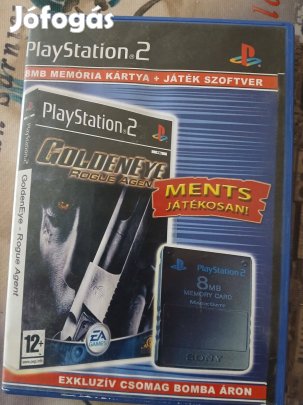 Jófogás
PlayStation 2
8MB MEMÓRIA KÁRTYA + JÁTÉK SZOFTVER
PlayStation 2
GOLDENEYE
ROGUE AGENT
MENTS
JÁTÉKOSAN!
GoldenEye - Rogue Agent
PlayStation 2
8MB
MEMORY CARD
MagicGate
SONY
12+
EA
GAMES
EXKLUZÍV CSOMAG BOMBA ÁRON